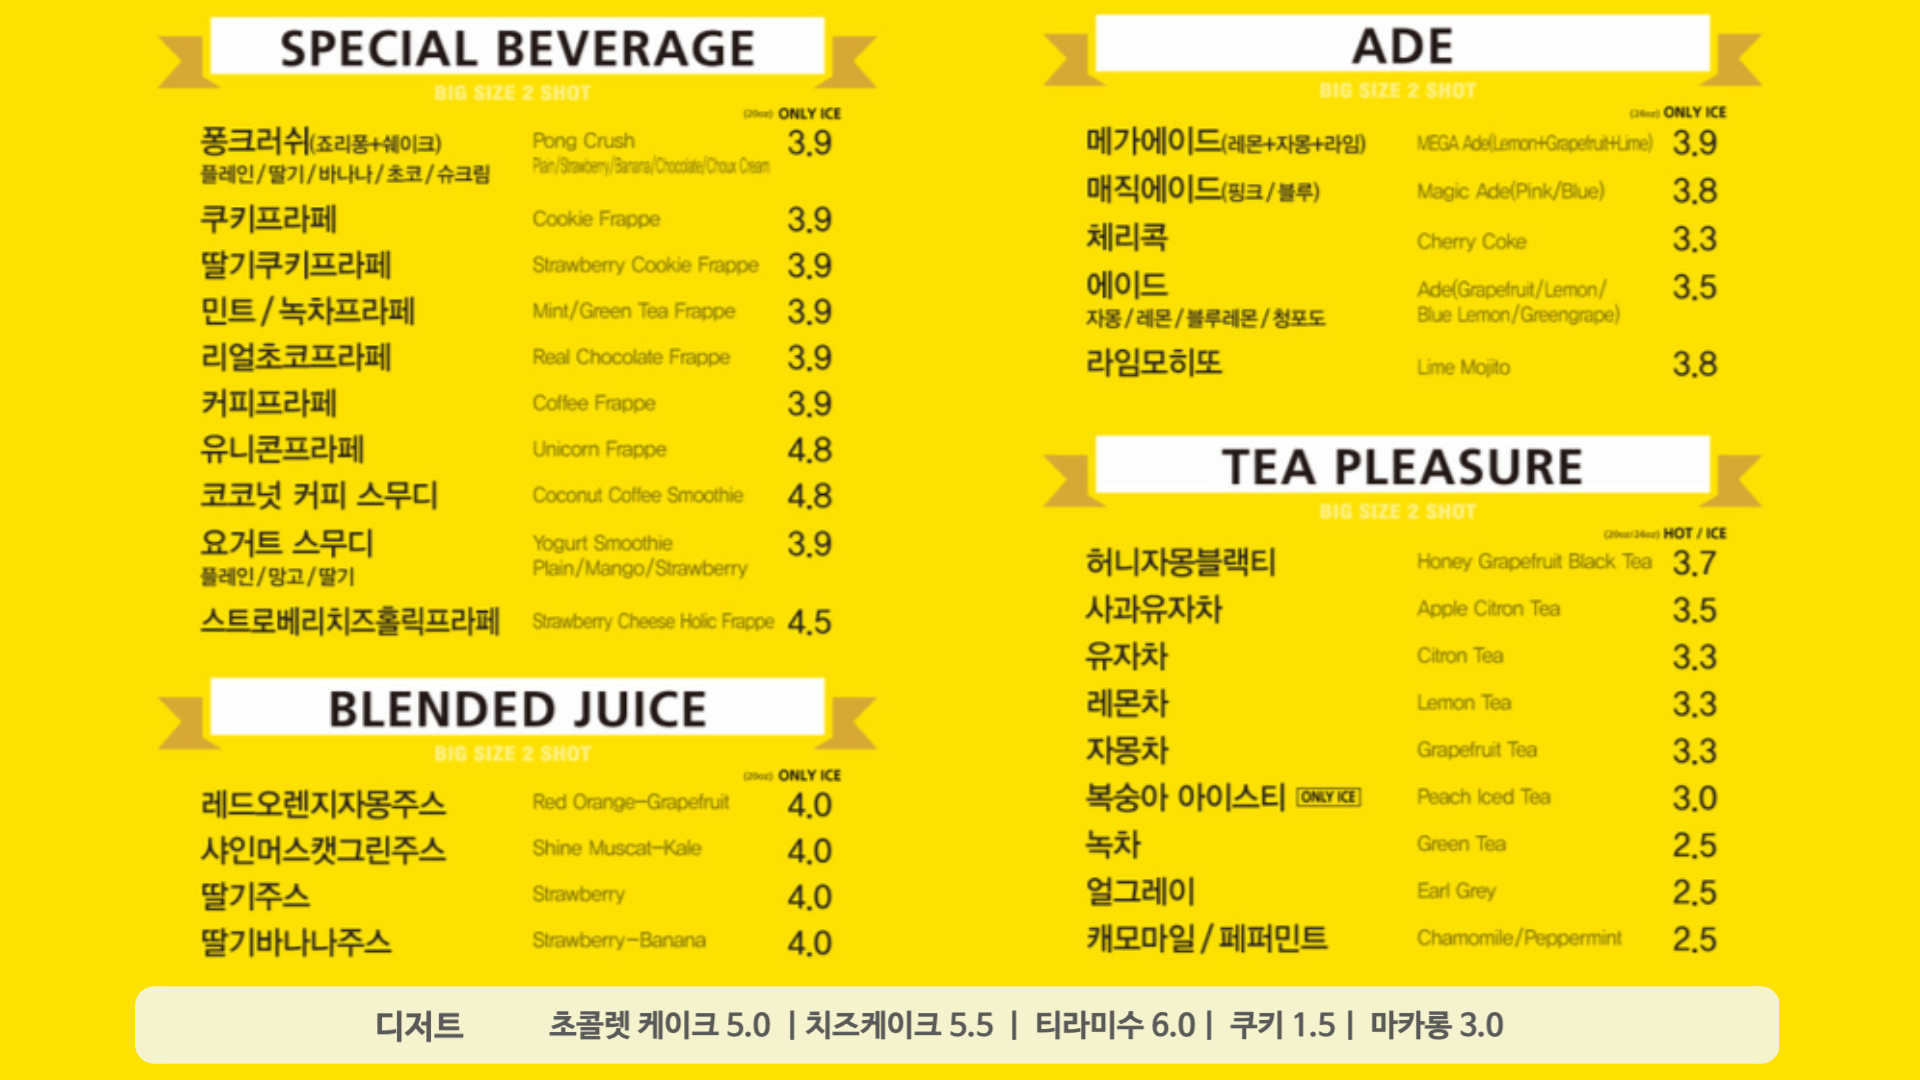 SPECIAL BEVERAGE
BIG SIZE 2 SHOT
(20oz) ONLY ICE
퐁크러쉬(죠리퐁+쉐이크) Pong Crush 3.9
플레인/딸기/바나나/초코/슈크림 Plain/Strawberry/Banana/Chocolate/Choux Cream
쿠키프라페 Cookie Frappe 3.9
딸기쿠키프라페 Strawberry Cookie Frappe 3.9
민트/녹차프라페 Mint/Green Tea Frappe 3.9
리얼초코프라페 Real Chocolate Frappe 3.9
커피프라페 Coffee Frappe 3.9
유니콘프라페 Unicorn Frappe 4.8
코코넛 커피 스무디 Coconut Coffee Smoothie 4.8
요거트 스무디 Yogurt Smoothie 3.9
플레인/망고/딸기 Plain/Mango/Strawberry
스트로베리치즈홀릭프라페 Strawberry Cheese Holic Frappe 4.5
BLENDED JUICE
BIG SIZE 2 SHOT
(20oz) ONLY ICE
레드오렌지자몽주스 Red Orange-Grapefruit 4.0
샤인머스캣그린주스 Shine Muscat-Kale 4.0
딸기주스 Strawberry 4.0
딸기바나나주스 Strawberry-Banana 4.0
ADE
BIG SIZE 2 SHOT
(24oz) ONLY ICE
메가에이드(레몬+자몽+라임) MEGA Ade(Lemon+Grapefruit+Lime) 3.9
매직에이드(핑크/블루) Magic Ade(Pink/Blue) 3.8
체리콕 Cherry Coke 3.3
에이드 Ade(Grapefruit/Lemon/ 3.5
자몽/레몬/블루레몬/청포도 Blue Lemon/Greengrape)
라임모히또 Lime Mojito 3.8
TEA PLEASURE
BIG SIZE 2 SHOT
(20oz/24oz) HOT / ICE
허니자몽블랙티 Honey Grapefruit Black Tea 3.7
사과유자차 Apple Citron Tea 3.5
유자차 Citron Tea 3.3
레몬차 Lemon Tea 3.3
자몽차 Grapefruit Tea 3.3
복숭아 아이스티 ONLY ICE Peach Iced Tea 3.0
녹차 Green Tea 2.5
얼그레이 Earl Grey 2.5
캐모마일/페퍼민트 Chamomile/Peppermint 2.5
디저트 초콜렛 케이크 5.0 | 치즈케이크 5.5 | 티라미수 6.0 | 쿠키 1.5 | 마카롱 3.0